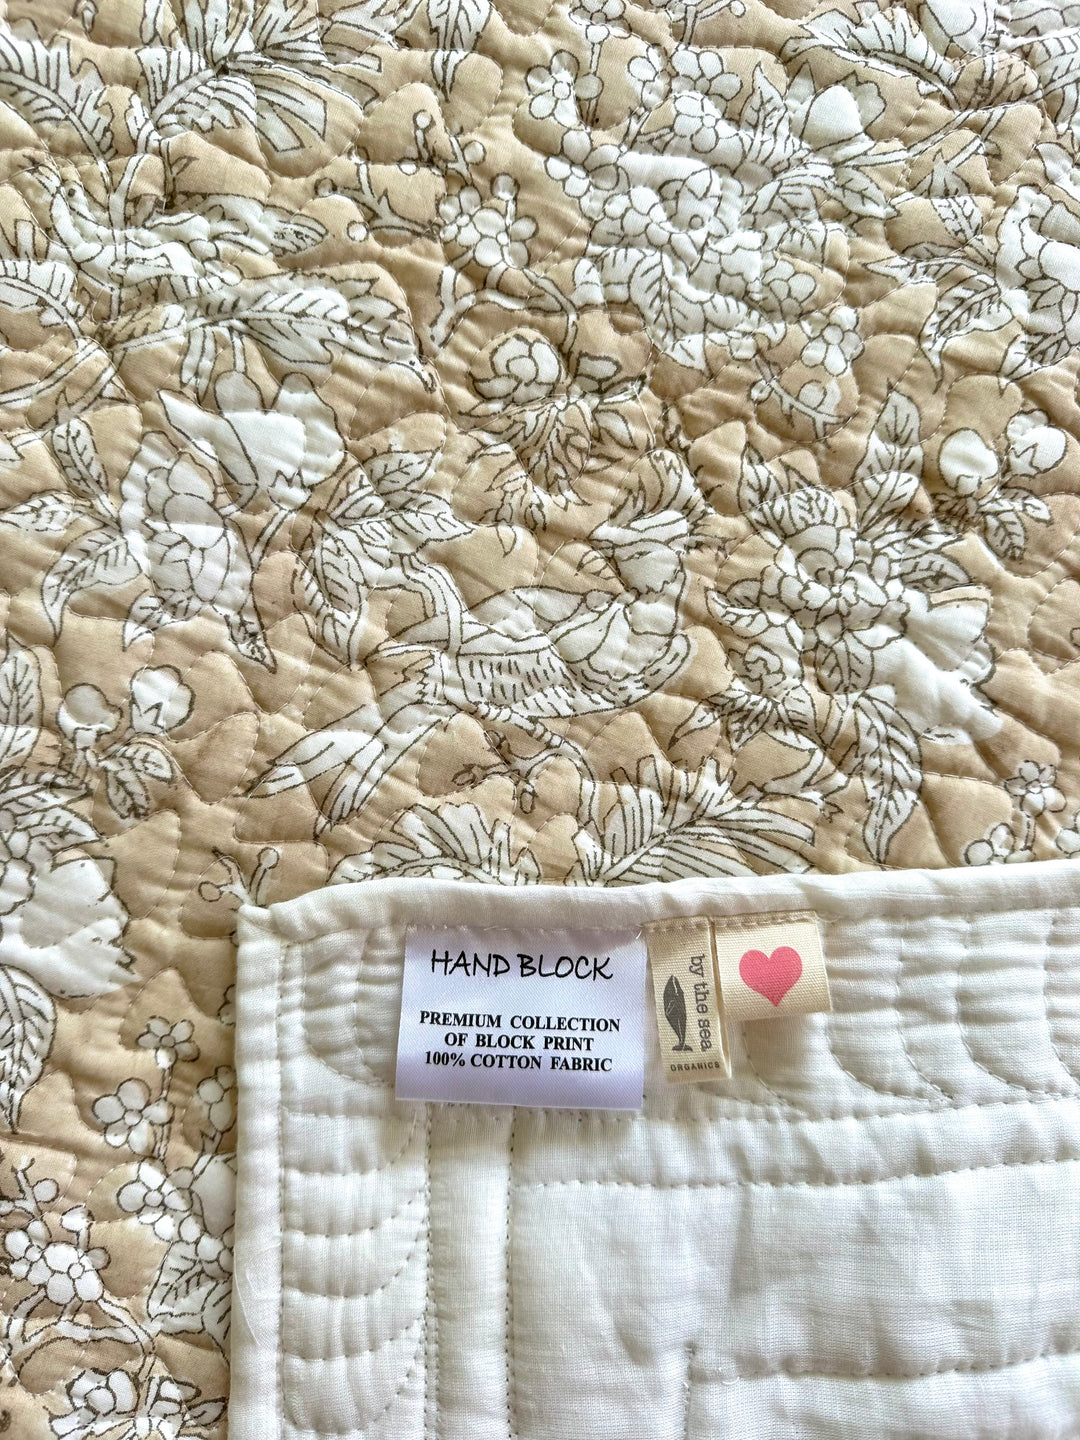 HAND BLOCK
PREMIUM COLLECTION
OF BLOCK PRINT
100% COTTON FABRIC
by the sea
ORGANICS